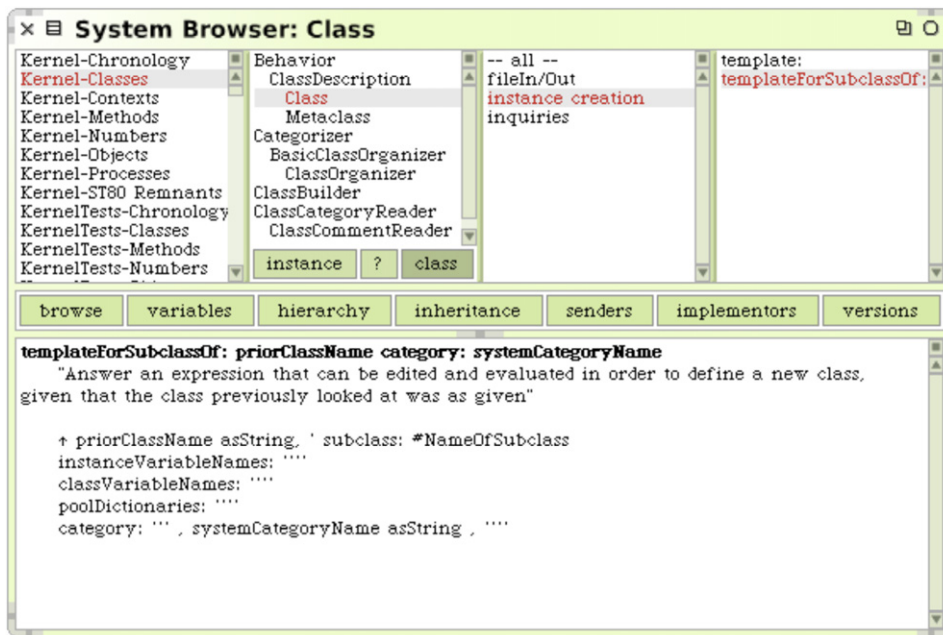 System Browser: Class
Kernel-Chronology
Kernel-Classes
Kernel-Contexts
Kernel-Methods
Kernel-Numbers
Kernel-Objects
Kernel-Processes
Kernel-ST80 Remnants
KernelTests-Chronology
KernelTests-Classes
KernelTests-Methods
KernelTests-Numbers
Behavior
ClassDescription
Class
Metaclass
Categorizer
BasicClassOrganizer
ClassOrganizer
ClassBuilder
ClassCategoryReader
ClassCommentReader
instance ? class
-- all --
fileIn/Out
instance creation
inquiries
template:
templateForSubclassOf:
browse variables hierarchy inheritance senders implementors versions
templateForSubclassOf: priorClassName category: systemCategoryName
"Answer an expression that can be edited and evaluated in order to define a new class,
given that the class previously looked at was as given"
↑ priorClassName asString, ' subclass: #NameOfSubclass
instanceVariableNames: ''''
classVariableNames: ''''
poolDictionaries: ''''
category: ''' , systemCategoryName asString , ''''